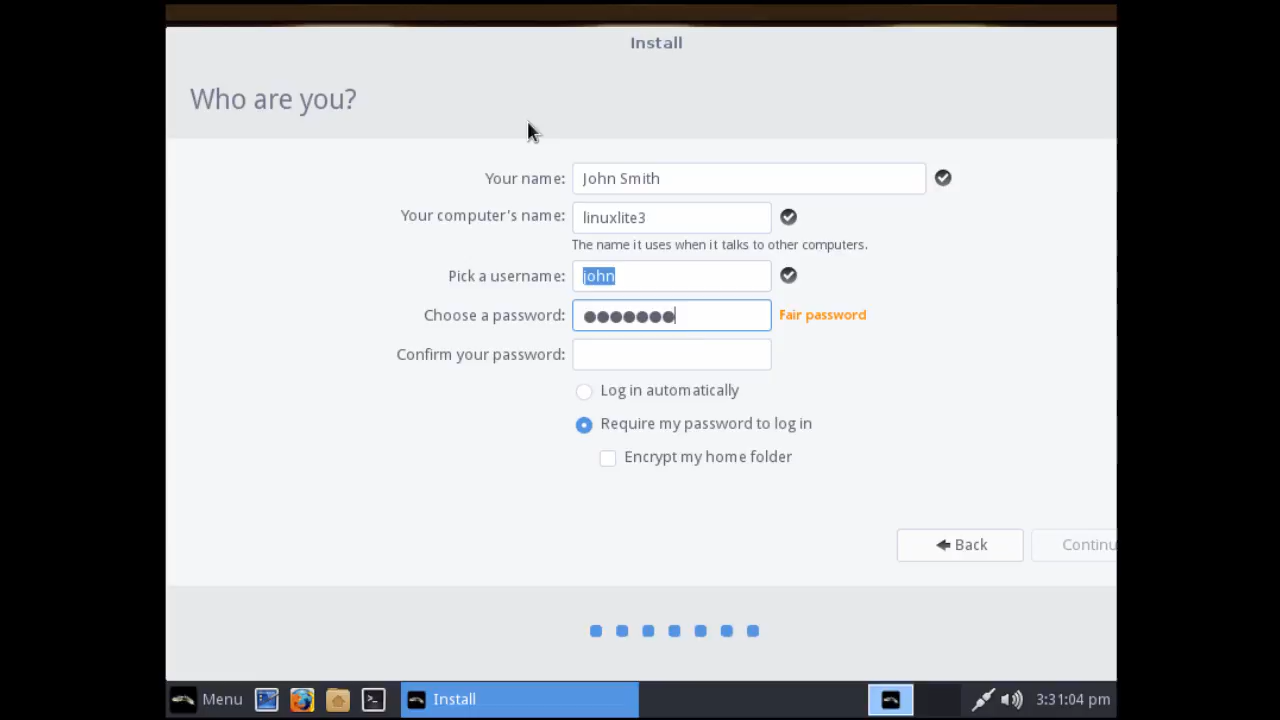 Install
Who are you?
Your name: John Smith
Your computer's name: linuxlite3
The name it uses when it talks to other computers.
Pick a username: john
Choose a password: ●●●●●●● Fair password
Confirm your password:
Log in automatically
Require my password to log in
Encrypt my home folder
Back Continu
Menu Install 3:31:04 pm